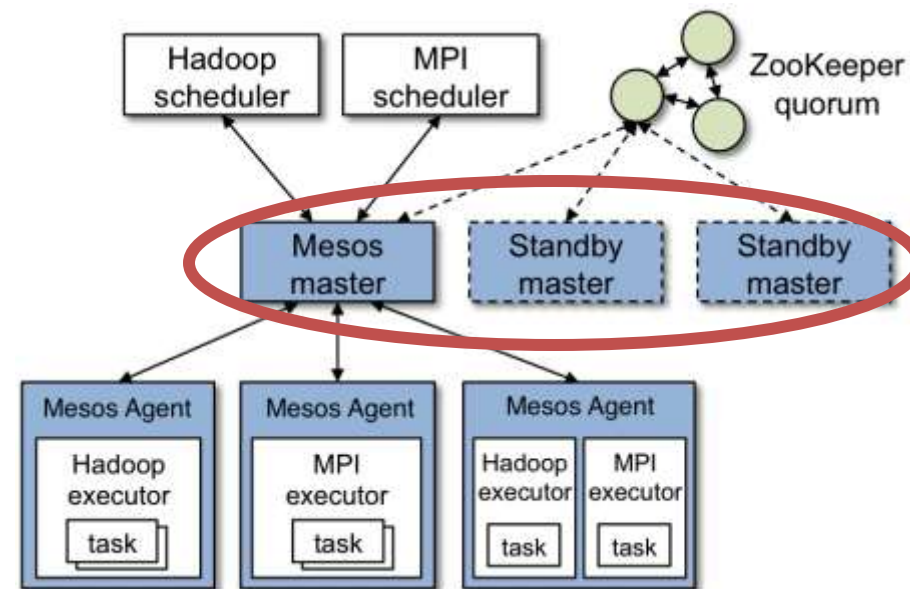 Hadoop
scheduler
MPI
scheduler
ZooKeeper
quorum
Mesos
master
Standby
master
Standby
master
Mesos Agent
Hadoop
executor
task
Mesos Agent
MPI
executor
task
Mesos Agent
Hadoop
executor
task
MPI
executor
task